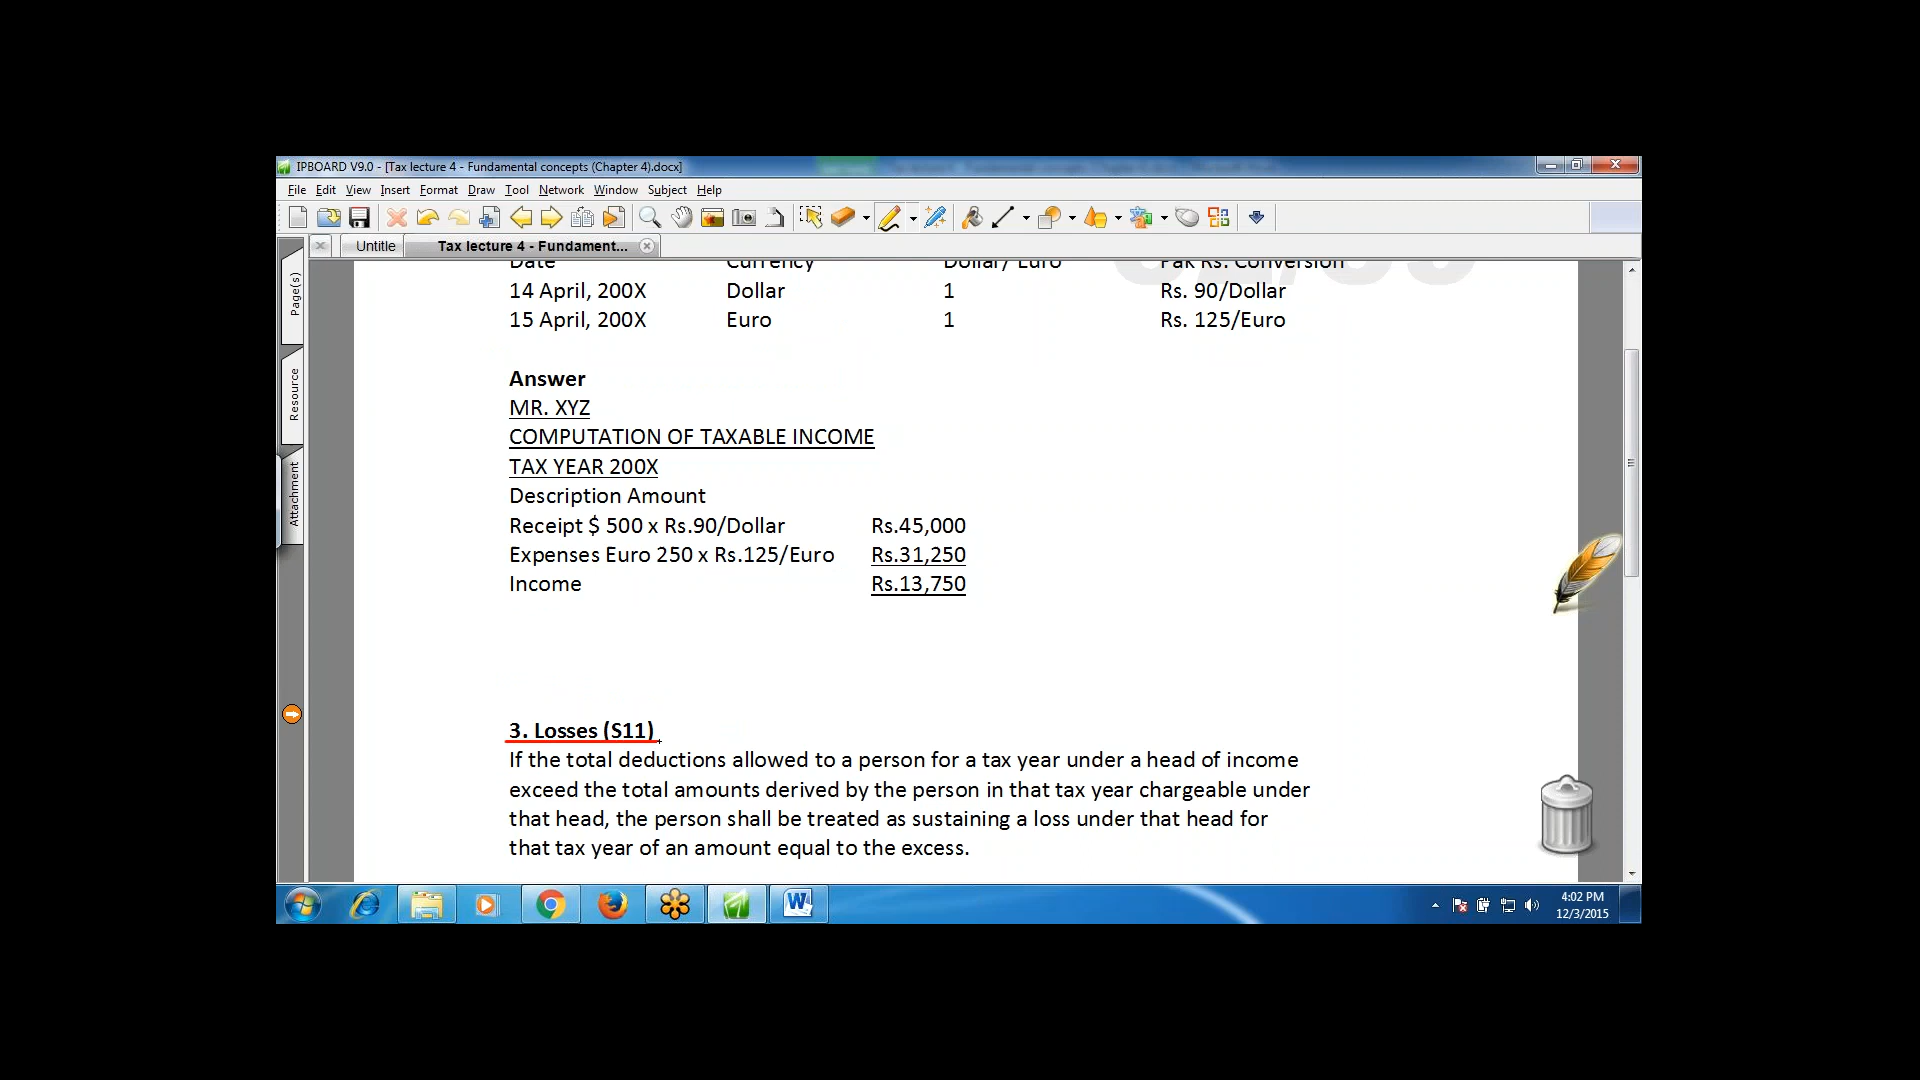 IPBOARD V9.0 - [Tax lecture 4 - Fundamental concepts (Chapter 4).docx]
File Edit View Insert Format Draw Tool Network Window Subject Help
Untitle Tax lecture 4 - Fundament...
Page(s)
Resource
Attachment
Date Currency Dollar/ Euro Pak Rs. Conversion
14 April, 200X Dollar 1 Rs. 90/Dollar
15 April, 200X Euro 1 Rs. 125/Euro
Answer
MR. XYZ
COMPUTATION OF TAXABLE INCOME
TAX YEAR 200X
Description Amount
Receipt $ 500 x Rs.90/Dollar Rs.45,000
Expenses Euro 250 x Rs.125/Euro Rs.31,250
Income Rs.13,750
3. Losses (S11)
If the total deductions allowed to a person for a tax year under a head of income
exceed the total amounts derived by the person in that tax year chargeable under
that head, the person shall be treated as sustaining a loss under that head for
that tax year of an amount equal to the excess.
4:02 PM
12/3/2015